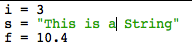 i = 3
s = "This is a String"
f = 10.4